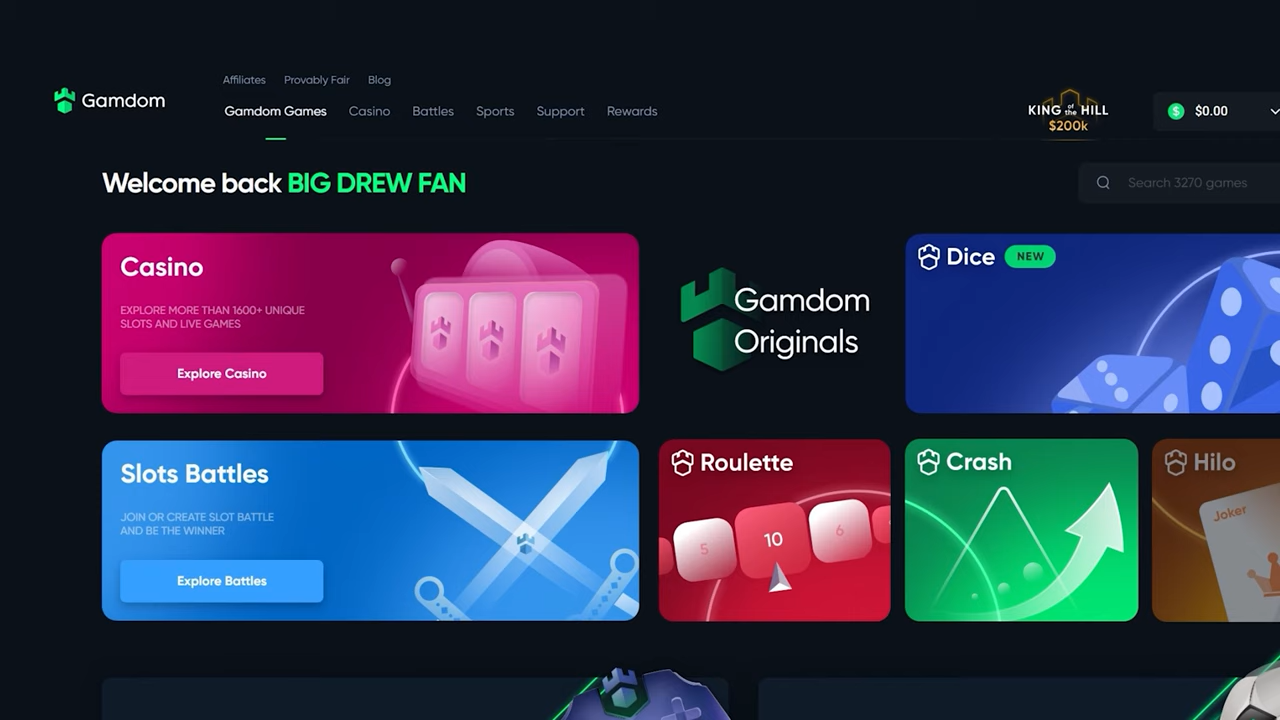 Affiliates Provably Fair Blog
Gamdom
Gamdom Games Casino Battles Sports Support Rewards
KING of the HILL
$200k
$ $0.00
Welcome back BIG DREW FAN
Search 3270 games
Casino
EXPLORE MORE THAN 1600+ UNIQUE
SLOTS AND LIVE GAMES
Explore Casino
Gamdom
Originals
Dice NEW
Slots Battles
JOIN OR CREATE SLOT BATTLE
AND BE THE WINNER
Explore Battles
Roulette
5 10 6
Crash
Hilo
Joker